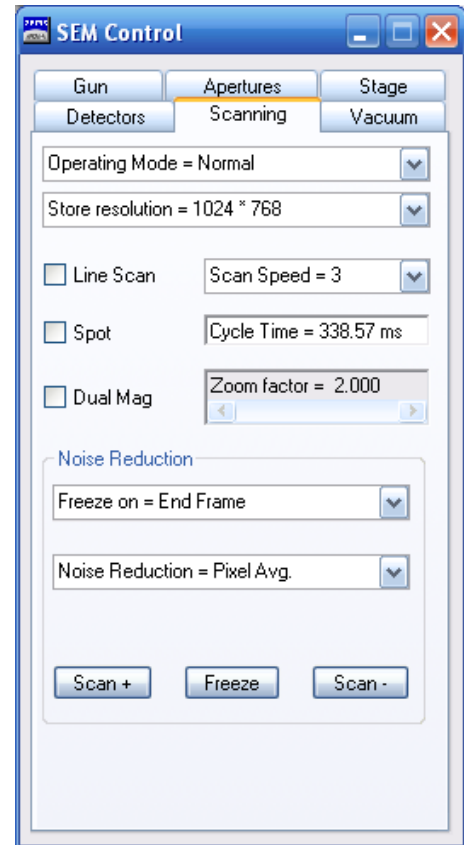 SEM Control
Gun Apertures Stage
Detectors Scanning Vacuum
Operating Mode = Normal
Store resolution = 1024 * 768
Line Scan Scan Speed = 3
Spot Cycle Time = 338.57 ms
Dual Mag Zoom factor = 2.000
Noise Reduction
Freeze on = End Frame
Noise Reduction = Pixel Avg.
Scan + Freeze Scan -